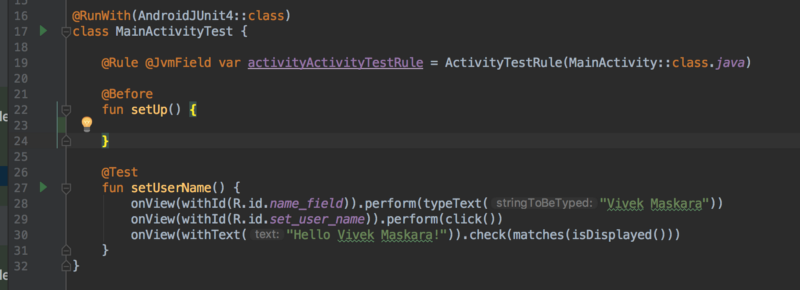 15
16 @RunWith(AndroidJUnit4::class)
17 class MainActivityTest {
18
19 @Rule @JvmField var activityActivityTestRule = ActivityTestRule(MainActivity::class.java)
20
21 @Before
22 fun setUp() {
23
24 }
25
26 @Test
27 fun setUserName() {
28 onView(withId(R.id.name_field)).perform(typeText( stringToBeTyped: "Vivek Maskara"))
29 onView(withId(R.id.set_user_name)).perform(click())
30 onView(withText( text: "Hello Vivek Maskara!")).check(matches(isDisplayed()))
31 }
32 }